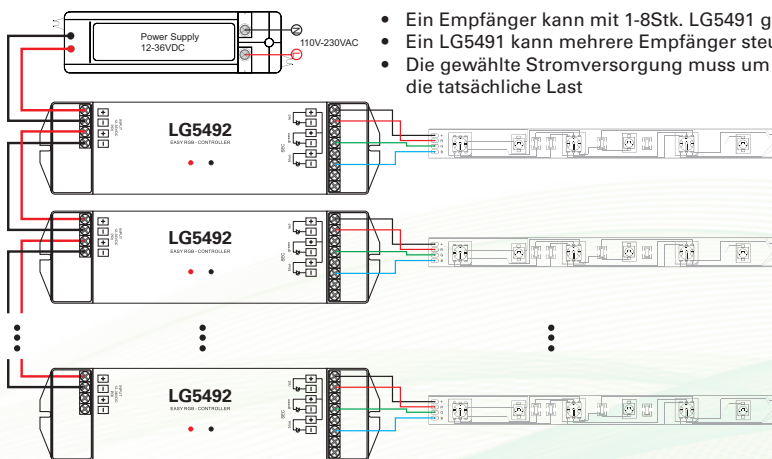 Power Supply
12-36VDC
N
L
110V-230VAC
• Ein Empfänger kann mit 1-8Stk. LG5491 g
• Ein LG5491 kann mehrere Empfänger steu
• Die gewählte Stromversorgung muss um
die tatsächliche Last
LG5492
EASY RGB - CONTROLLER
LG5492
EASY RGB - CONTROLLER
LG5492
EASY RGB - CONTROLLER